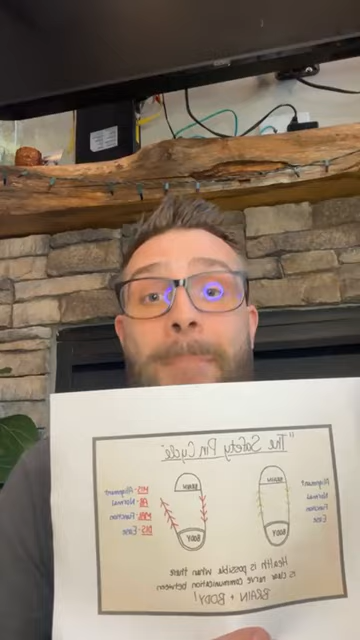 "The Safety Pin Cycle"
BRAIN
BODY
Alignment
Normal
Function
Ease
BRAIN
BODY
MIS-Alignment
AB-Normal
MAL-Function
DIS-Ease
Health is possible when there
is clear nerve communication between
BRAIN + BODY!